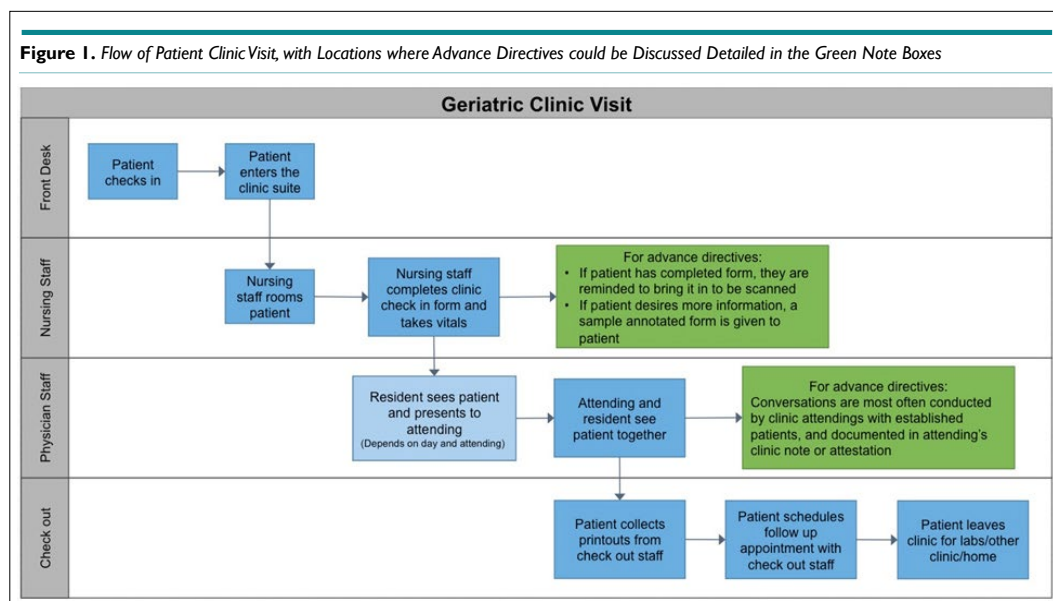 Figure 1. Flow of Patient Clinic Visit, with Locations where Advance Directives could be Discussed Detailed in the Green Note Boxes
Geriatric Clinic Visit
Front Desk
Patient
checks in
Patient
enters the
clinic suite
Nursing Staff
Nursing
staff rooms
patient
Nursing staff
completes clinic
check in form and
takes vitals
For advance directives:
• If patient has completed form, they are
reminded to bring it in to be scanned
• If patient desires more information, a
sample annotated form is given to
patient
Physician Staff
Resident sees patient
and presents to
attending
(Depends on day and attending)
Attending and
resident see
patient together
For advance directives:
Conversations are most often conducted
by clinic attendings with established
patients, and documented in attending's
clinic note or attestation
Check out
Patient collects
printouts from
check out staff
Patient schedules
follow up
appointment with
check out staff
Patient leaves
clinic for labs/other
clinic/home